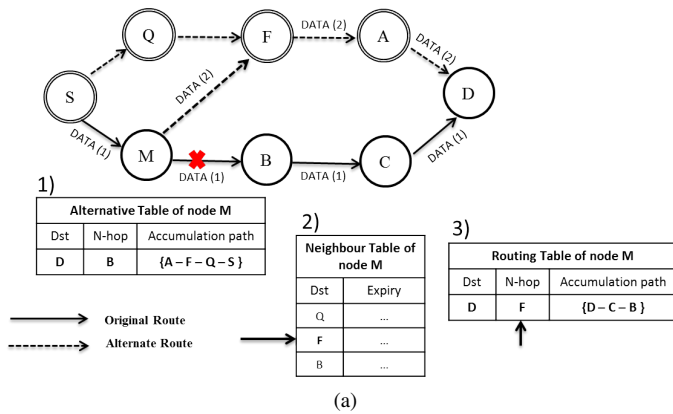 Q
F
DATA (2)
A
DATA (2)
S
DATA (2)
D
DATA (1)
M
DATA (1)
B
DATA (1)
C
DATA (1)
1)
Alternative Table of node M
Dst N-hop Accumulation path
D B {A – F – Q – S }
2)
Neighbour Table of
node M
Dst Expiry
Q ...
F ...
B ...
3)
Routing Table of node M
Dst N-hop Accumulation path
D F {D – C – B }
Original Route
Alternate Route
(a)